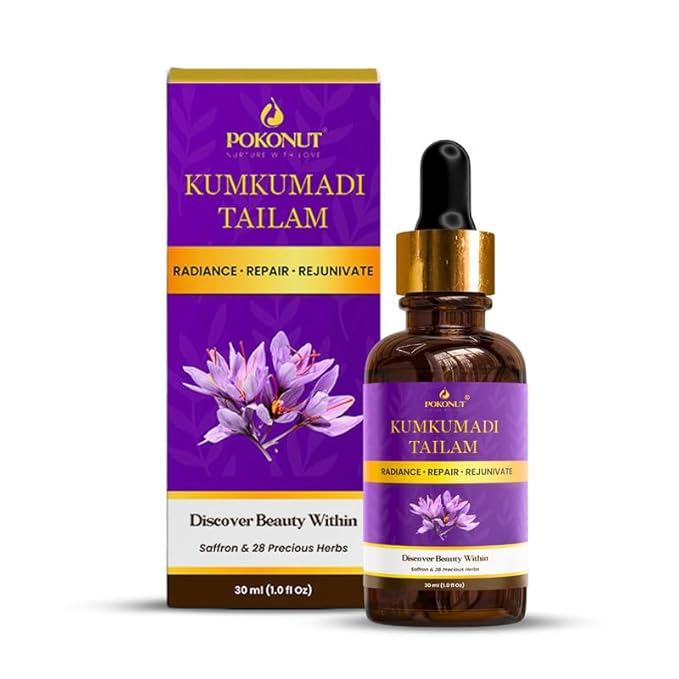 POKONUT®
NURTURE WITH LOVE
KUMKUMADI
TAILAM
RADIANCE · REPAIR · REJUNIVATE
Discover Beauty Within
Saffron & 28 Precious Herbs
30 ml (1.0 fl Oz)
POKONUT®
KUMKUMADI
TAILAM
RADIANCE · REPAIR · REJUNIVATE
Discover Beauty Within
Saffron & 28 Precious Herbs
30 ml (1.0 fl Oz)